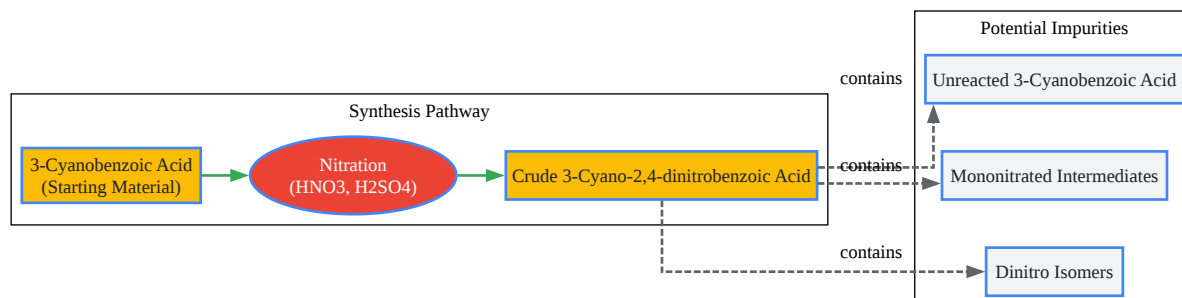 Potential Impurities
contains
Unreacted 3-Cyanobenzoic Acid
Synthesis Pathway
3-Cyanobenzoic Acid
(Starting Material)
Nitration
(HNO3, H2SO4)
Crude 3-Cyano-2,4-dinitrobenzoic Acid
contains
Mononitrated Intermediates
contains
Dinitro Isomers